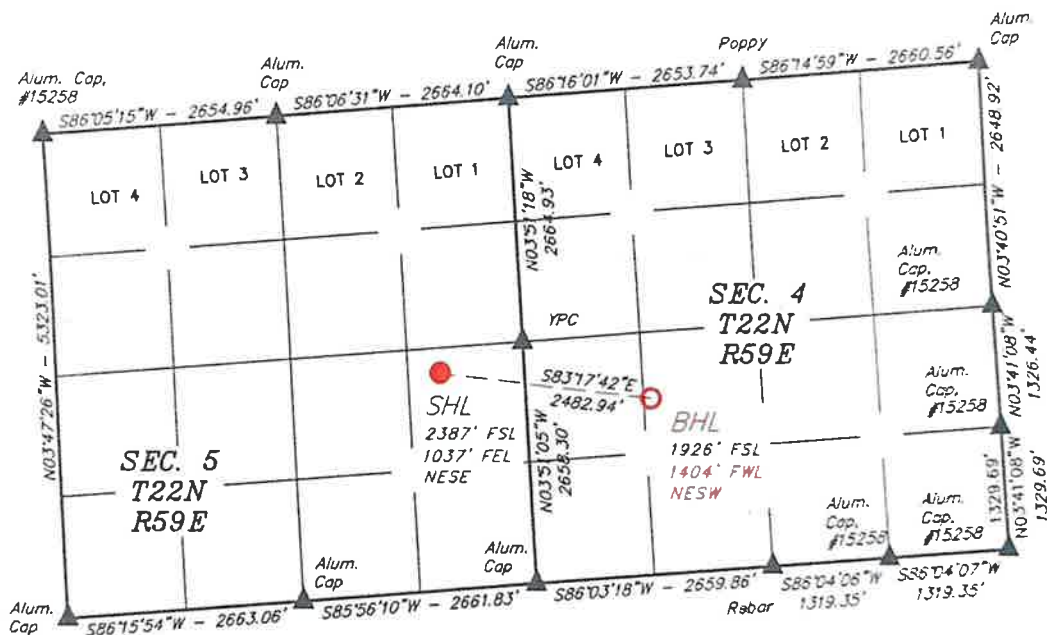 Alum. Cap,
#15258
Alum.
Cap
Alum.
Cap
Poppy
Alum.
Cap
S86°05'15"W - 2654.96'
S86°06'31"W - 2664.10'
S86°16'01"W - 2653.74'
S86°14'59"W - 2660.56'
LOT 4
LOT 3
LOT 2
LOT 1
LOT 4
LOT 3
LOT 2
LOT 1
N03°47'26"W - 5323.01'
N03°51'18"W
2664.93'
N03°40'51"W - 2648.92'
Alum.
Cap,
#15258
SEC. 4
T22N
R59E
YPC
S83°17'42"E
2482.94'
SHL
2387' FSL
1037' FEL
NESE
BHL
1926' FSL
1404' FWL
NESW
N03°41'08"W
1326.44'
Alum.
Cap,
#15258
SEC. 5
T22N
R59E
N03°51'05"W
2658.30'
1329.69'
N03°41'08"W
1329.69'
Alum.
Cap
Alum.
Cap
Alum.
Cap
Alum.
Cap,
#15258
Alum.
Cap,
#15258
S86°15'54"W - 2663.06'
S85°56'10"W - 2661.83'
S86°03'18"W - 2659.86'
Rebar
S86°04'06"W
1319.35'
S86°04'07"W
1319.35'